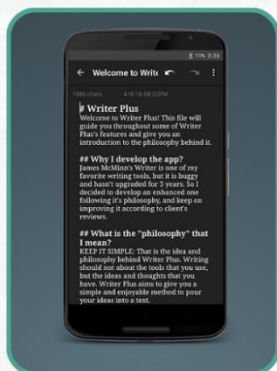 11% 8:36
Welcome to Write
1986 chars 4/4/16 08:32PM
# Writer Plus
Welcome to Writer Plus! This file will
guide you throughout some of Writer
Plus's features and give you an
introduction to the philosophy behind it.
## Why I develop the app?
James McMinn's Writer is one of my
favorite writing tools, but it is buggy
and hasn't upgraded for 3 years. So I
decided to develop an enhanced one
following it's philosophy, and keep on
improving it according to client's
reviews.
## What is the "philosophy" that
I mean?
KEEP IT SIMPLE: That is the idea and
philosophy behind Writer Plus. Writing
should not about the tools that you use,
but the ideas and thoughts that you
have. Writer Plus aims to give you a
simple and enjoyable method to pour
your ideas into a text.